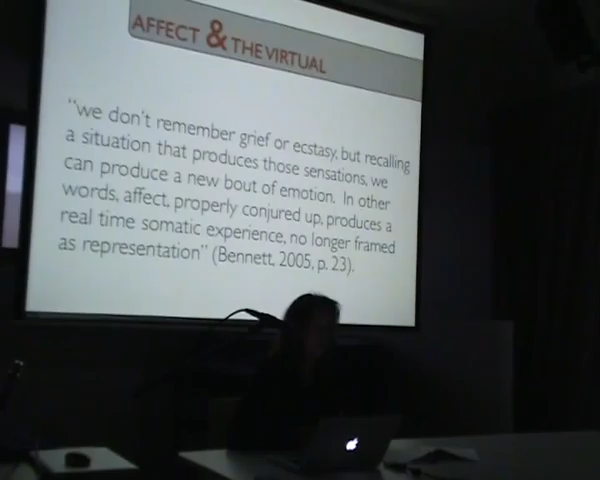 AFFECT & THE VIRTUAL
"we don't remember grief or ecstasy, but recalling
a situation that produces those sensations, we
can produce a new bout of emotion. In other
words, affect, properly conjured up, produces a
real time somatic experience, no longer framed
as representation" (Bennett, 2005, p. 23).